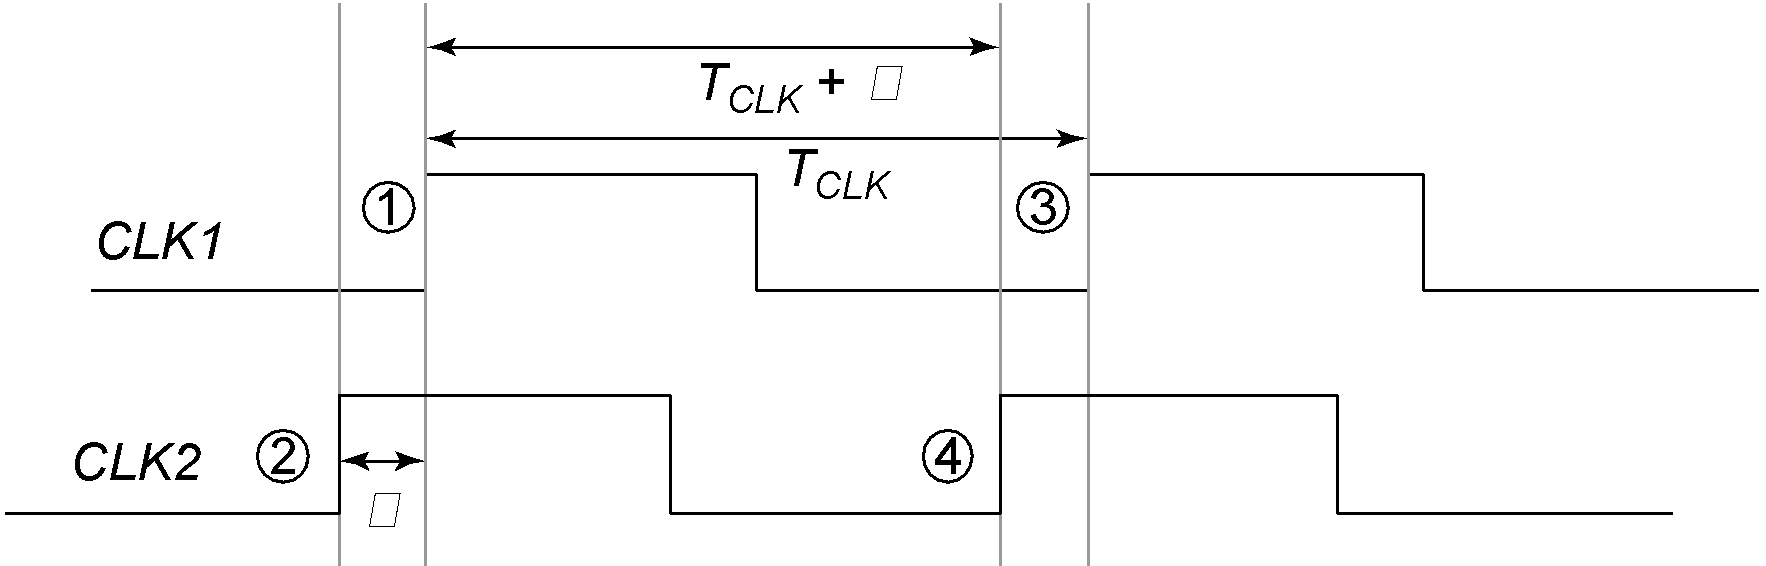 T_CLK + □
T_CLK
① ③
CLK1
② ④
CLK2
□